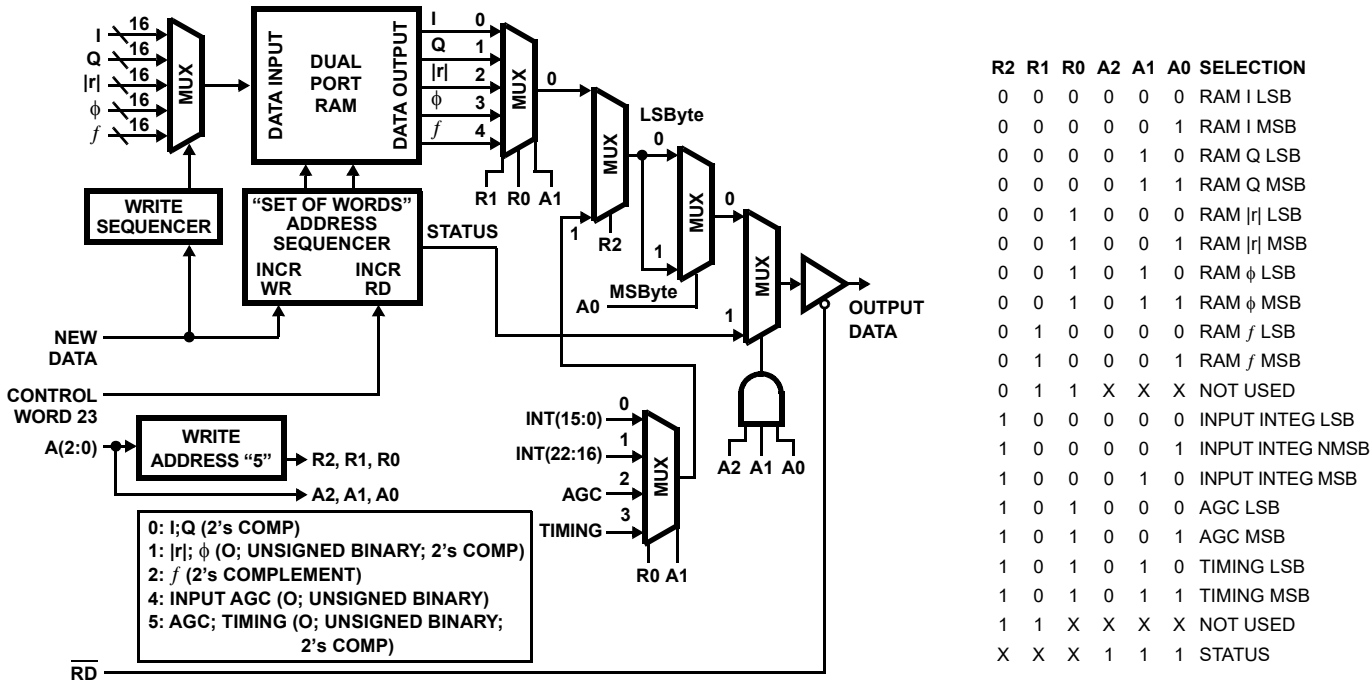 I
16
Q
16
|r|
16
ϕ
16
f
16
MUX
DATA INPUT
DUAL
PORT
RAM
DATA OUTPUT
I 0
Q 1
|r| 2
ϕ 3
f 4
MUX
0
R1 R0 A1
WRITE
SEQUENCER
“SET OF WORDS”
ADDRESS
SEQUENCER
INCR INCR
WR RD
STATUS
MUX
1
R2
LSByte
0
1
MUX
0
MSByte
A0
MUX
1
OUTPUT
DATA
NEW
DATA
CONTROL
WORD 23
A(2:0)
WRITE
ADDRESS “5”
R2, R1, R0
A2, A1, A0
INT(15:0) 0
INT(22:16) 1
AGC 2
TIMING 3
MUX
R0 A1
A2 A1 A0
0: I;Q (2’s COMP)
1: |r|; ϕ (O; UNSIGNED BINARY; 2’s COMP)
2: f (2’s COMPLEMENT)
4: INPUT AGC (O; UNSIGNED BINARY)
5: AGC; TIMING (O; UNSIGNED BINARY;
2’s COMP)
RD
R2 R1 R0 A2 A1 A0 SELECTION
0 0 0 0 0 0 RAM I LSB
0 0 0 0 0 1 RAM I MSB
0 0 0 0 1 0 RAM Q LSB
0 0 0 0 1 1 RAM Q MSB
0 0 1 0 0 0 RAM |r| LSB
0 0 1 0 0 1 RAM |r| MSB
0 0 1 0 1 0 RAM ϕ LSB
0 0 1 0 1 1 RAM ϕ MSB
0 1 0 0 0 0 RAM f LSB
0 1 0 0 0 1 RAM f MSB
0 1 1 X X X NOT USED
1 0 0 0 0 0 INPUT INTEG LSB
1 0 0 0 0 1 INPUT INTEG NMSB
1 0 0 0 1 0 INPUT INTEG MSB
1 0 1 0 0 0 AGC LSB
1 0 1 0 0 1 AGC MSB
1 0 1 0 1 0 TIMING LSB
1 0 1 0 1 1 TIMING MSB
1 1 X X X X NOT USED
X X X 1 1 1 STATUS